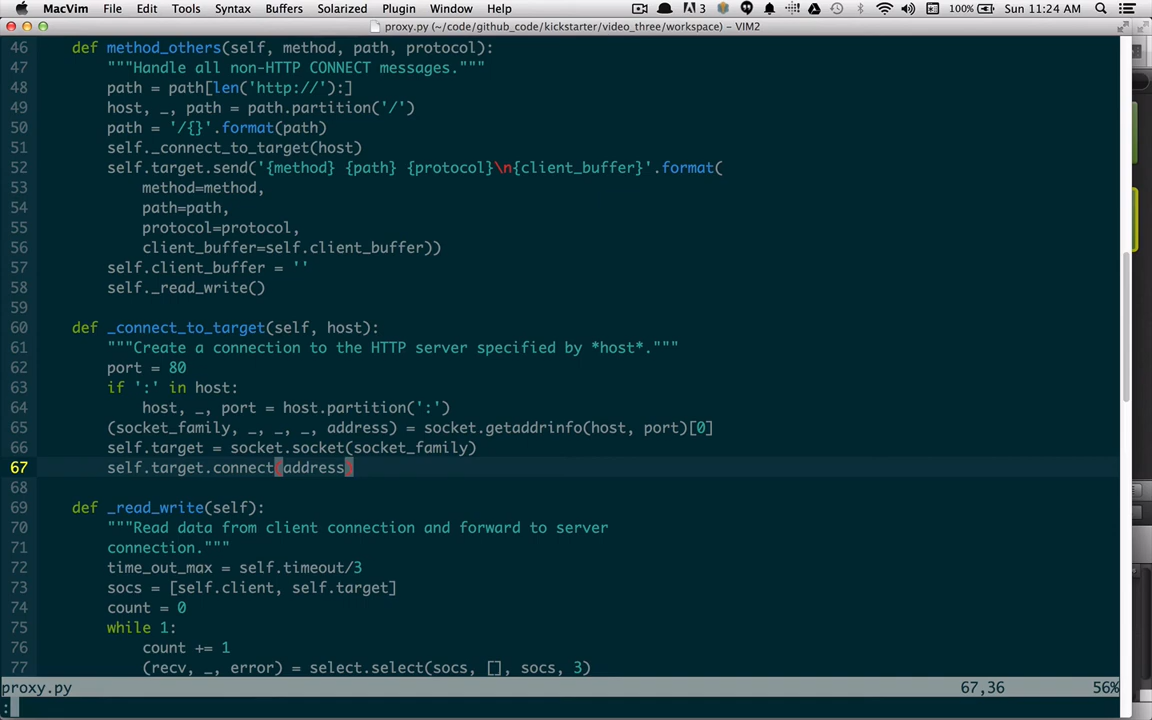 MacVim File Edit Tools Syntax Buffers Solarized Plugin Window Help 3 100% Sun 11:24 AM
proxy.py (~/code/github_code/kickstarter/video_three/workspace) - VIM2
46 def method_others(self, method, path, protocol):
47 """Handle all non-HTTP CONNECT messages."""
48 path = path[len('http://'):]
49 host, _, path = path.partition('/')
50 path = '/{}'.format(path)
51 self._connect_to_target(host)
52 self.target.send('{method} {path} {protocol}\n{client_buffer}'.format(
53 method=method,
54 path=path,
55 protocol=protocol,
56 client_buffer=self.client_buffer))
57 self.client_buffer = ''
58 self._read_write()
59
60 def _connect_to_target(self, host):
61 """Create a connection to the HTTP server specified by *host*."""
62 port = 80
63 if ':' in host:
64 host, _, port = host.partition(':')
65 (socket_family, _, _, _, address) = socket.getaddrinfo(host, port)[0]
66 self.target = socket.socket(socket_family)
67 self.target.connect(address)
68
69 def _read_write(self):
70 """Read data from client connection and forward to server
71 connection."""
72 time_out_max = self.timeout/3
73 socs = [self.client, self.target]
74 count = 0
75 while 1:
76 count += 1
77 (recv, _, error) = select.select(socs, [], socs, 3)
proxy.py 67,36 56%
: